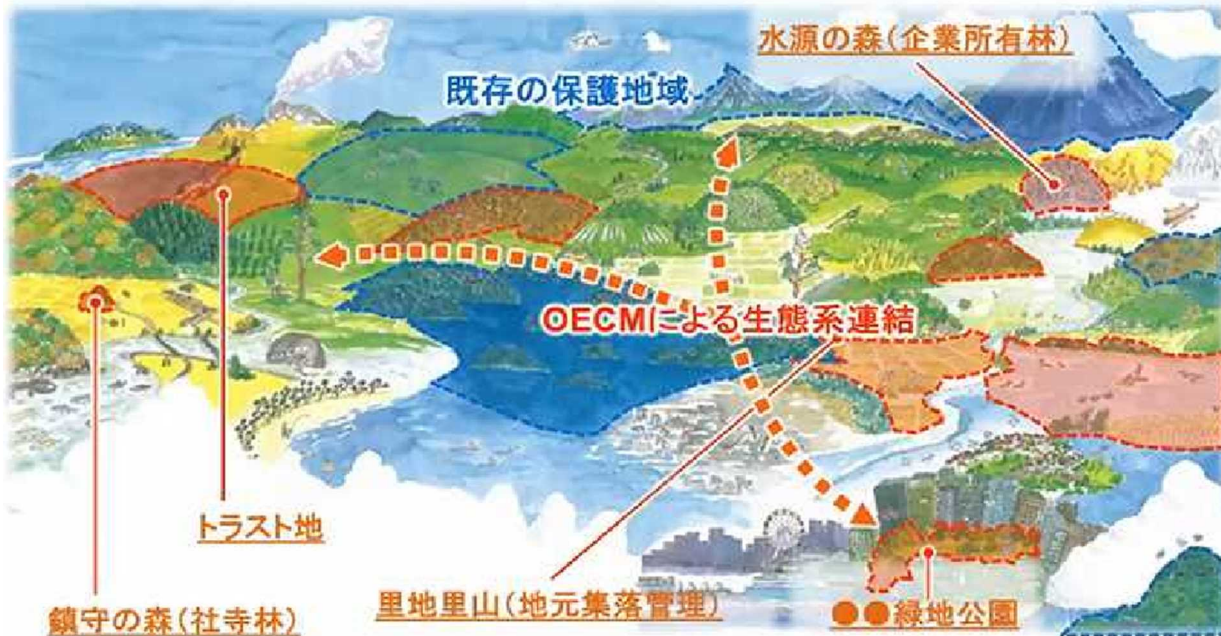 水源の森(企業所有林)
既存の保護地域
OECMによる生態系連結
トラスト地
里地里山(地元集落管理)
●●緑地公園
鎮守の森(社寺林)